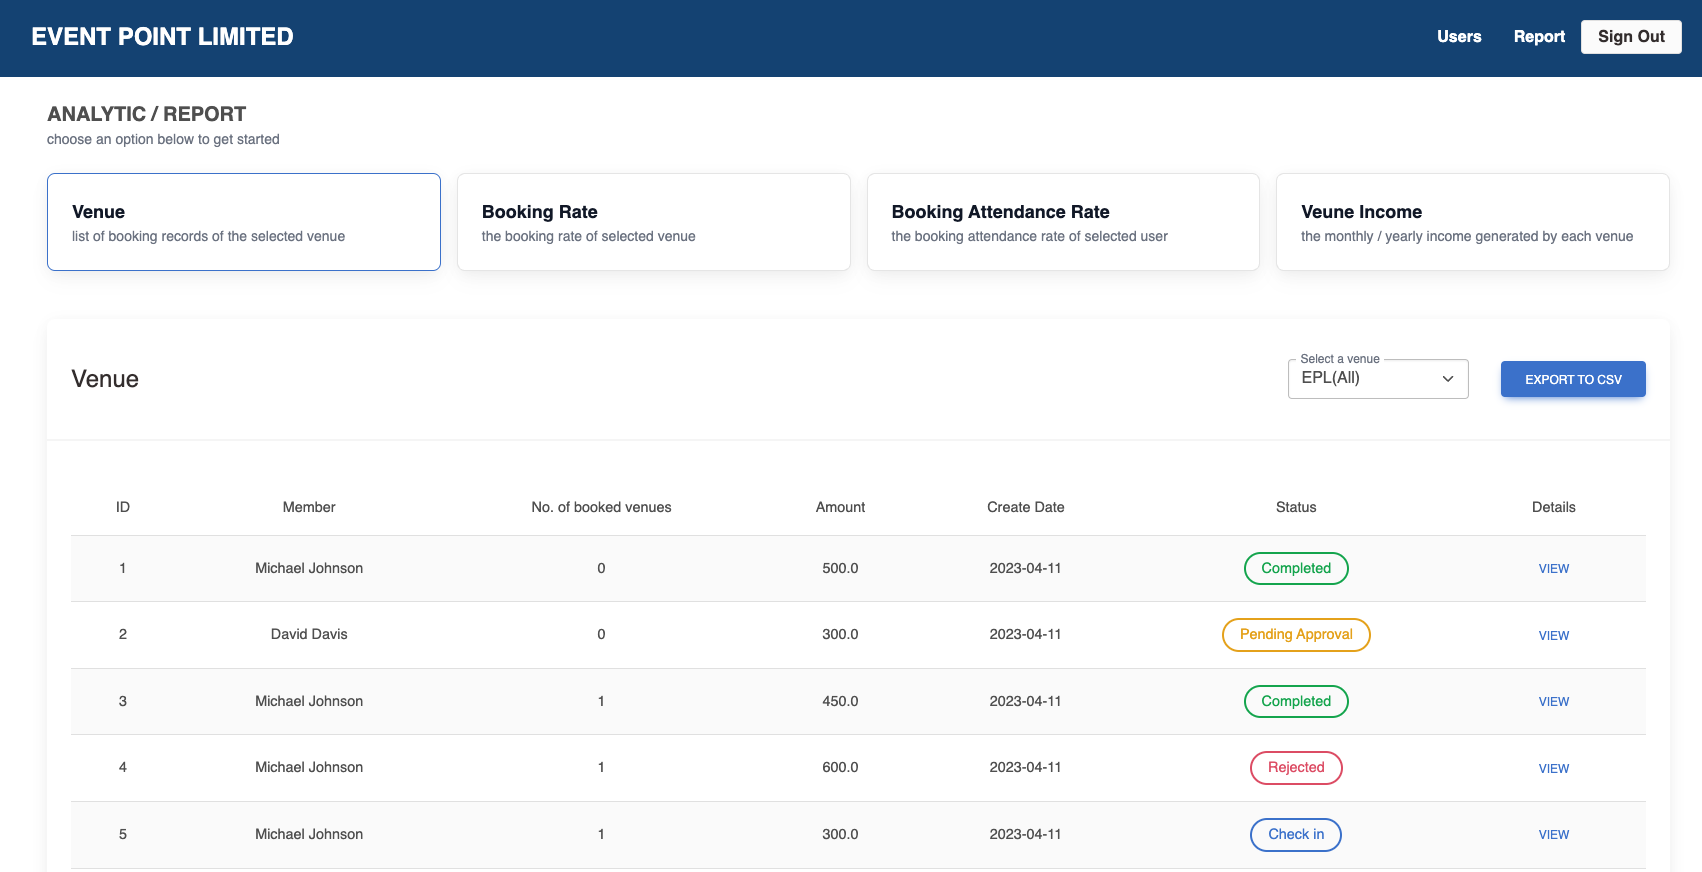 EVENT POINT LIMITED
Users Report Sign Out
ANALYTIC / REPORT
choose an option below to get started
Venue
list of booking records of the selected venue
Booking Rate
the booking rate of selected venue
Booking Attendance Rate
the booking attendance rate of selected user
Veune Income
the monthly / yearly income generated by each venue
Venue
Select a venue
EPL(All)
EXPORT TO CSV
ID Member No. of booked venues Amount Create Date Status Details
1 Michael Johnson 0 500.0 2023-04-11 Completed VIEW
2 David Davis 0 300.0 2023-04-11 Pending Approval VIEW
3 Michael Johnson 1 450.0 2023-04-11 Completed VIEW
4 Michael Johnson 1 600.0 2023-04-11 Rejected VIEW
5 Michael Johnson 1 300.0 2023-04-11 Check in VIEW